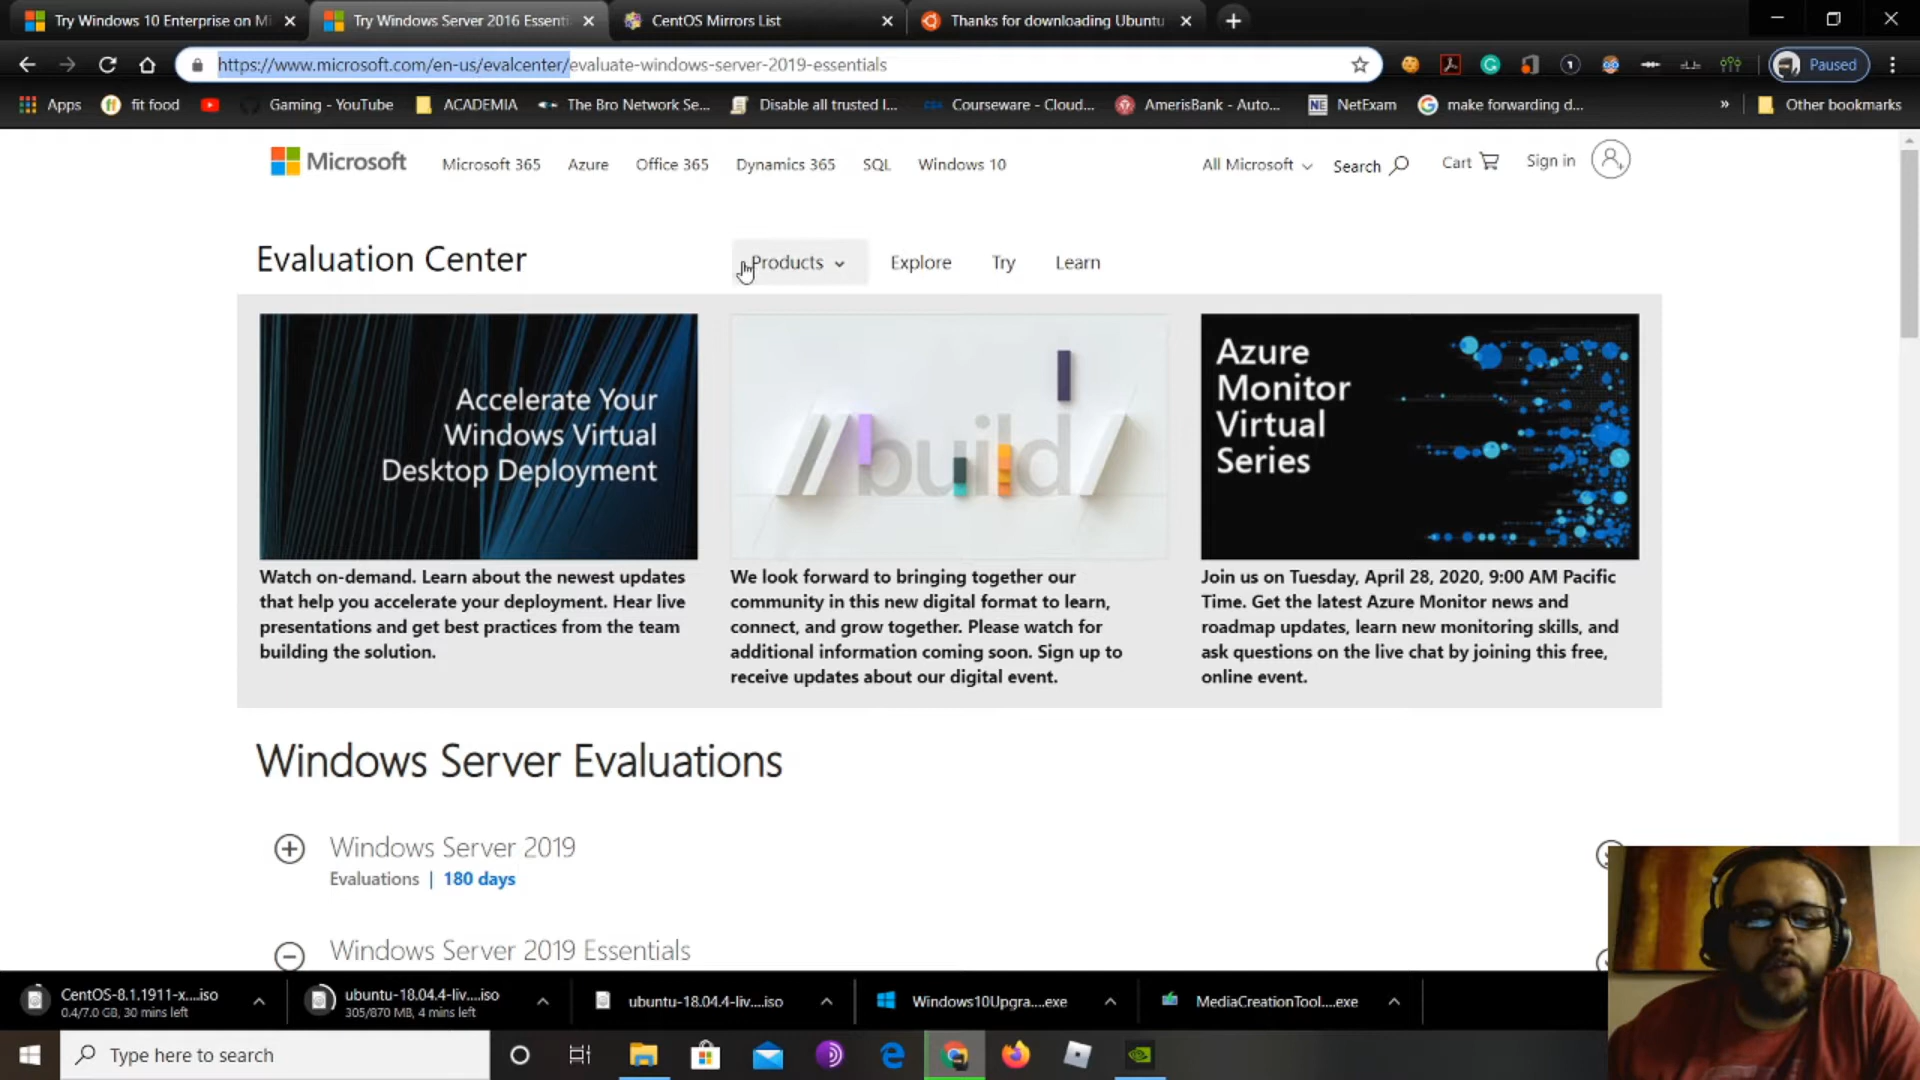 Try Windows 10 Enterprise on Mi
Try Windows Server 2016 Essenti
CentOS Mirrors List
Thanks for downloading Ubuntu
https://www.microsoft.com/en-us/evalcenter/evaluate-windows-server-2019-essentials
Paused
Apps
fit food
Gaming - YouTube
ACADEMIA
The Bro Network Se...
Disable all trusted I...
Courseware - Cloud...
AmerisBank - Auto...
NE
NetExam
make forwarding d...
»
Other bookmarks
Microsoft
Microsoft 365
Azure
Office 365
Dynamics 365
SQL
Windows 10
All Microsoft
Search
Cart
Sign in
Evaluation Center
Products
Explore
Try
Learn
Accelerate Your
Windows Virtual
Desktop Deployment
Watch on-demand. Learn about the newest updates
that help you accelerate your deployment. Hear live
presentations and get best practices from the team
building the solution.
//build/
We look forward to bringing together our
community in this new digital format to learn,
connect, and grow together. Please watch for
additional information coming soon. Sign up to
receive updates about our digital event.
Azure
Monitor
Virtual
Series
Join us on Tuesday, April 28, 2020, 9:00 AM Pacific
Time. Get the latest Azure Monitor news and
roadmap updates, learn new monitoring skills, and
ask questions on the live chat by joining this free,
online event.
Windows Server Evaluations
Windows Server 2019
Evaluations | 180 days
Windows Server 2019 Essentials
CentOS-8.1.1911-x....iso
0.4/7.0 GB, 30 mins left
ubuntu-18.04.4-liv....iso
305/870 MB, 4 mins left
ubuntu-18.04.4-liv....iso
Windows10Upgra....exe
MediaCreationTool....exe
Type here to search